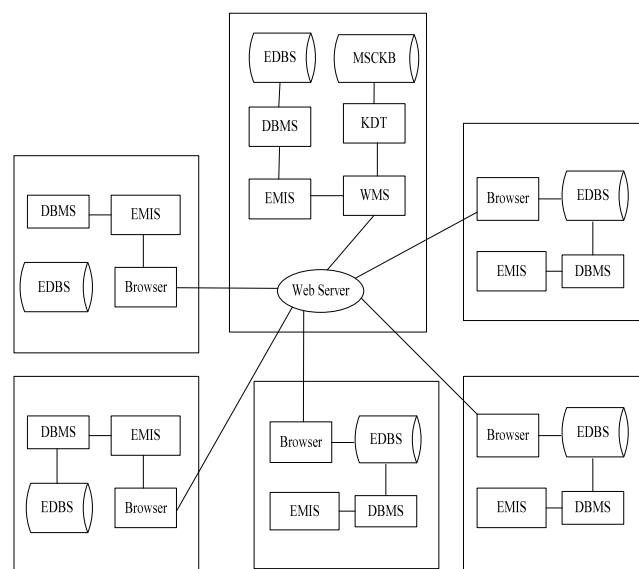 EDBS
MSCKB
DBMS
KDT
EMIS
WMS
Web Server
DBMS
EMIS
EDBS
Browser
Browser
EDBS
EMIS
DBMS
DBMS
EMIS
EDBS
Browser
Browser
EDBS
EMIS
DBMS
Browser
EDBS
EMIS
DBMS